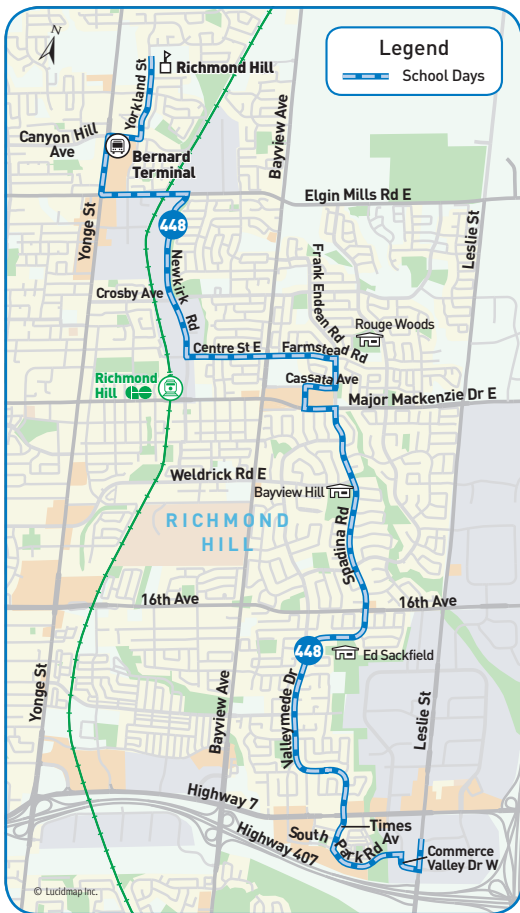 N
Legend
School Days
Richmond Hill
Yorkland St
Canyon Hill
Ave
Bernard
Terminal
Bayview Ave
Elgin Mills Rd E
Yonge St
Leslie St
448
Newkirk Rd
Frank Endean Rd
Crosby Ave
Rouge Woods
Centre St E
Farmstead Rd
Cassata Ave
Richmond
Hill
Major Mackenzie Dr E
Weldrick Rd E
Bayview Hill
RICHMOND
HILL
Spadina Rd
16th Ave
16th Ave
448
Ed Sackfield
Yonge St
Bayview Ave
Valleymede Dr
Leslie St
Highway 7
Highway 407
South Park Rd
Times
Av
Commerce
Valley Dr W
© Lucidmap Inc.